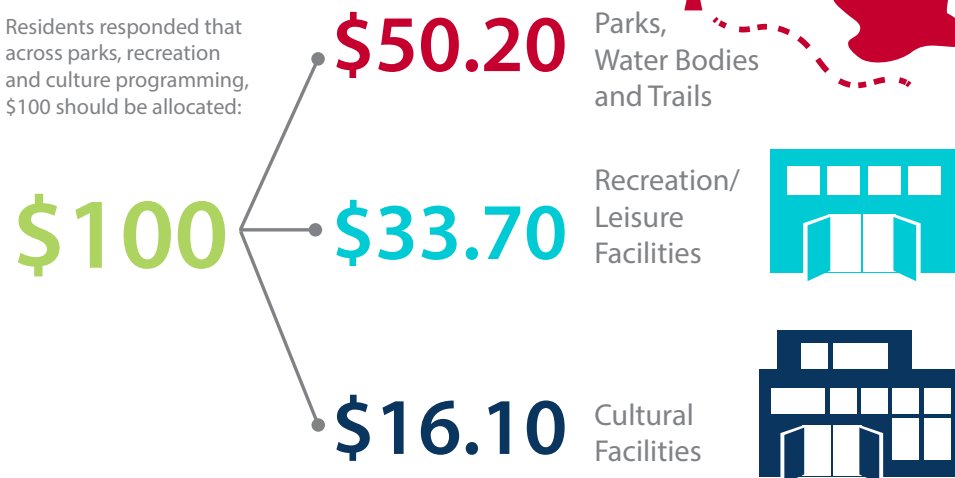 Residents responded that
across parks, recreation
and culture programming,
$100 should be allocated:
$100
$50.20
Parks,
Water Bodies
and Trails
$33.70
Recreation/
Leisure
Facilities
$16.10
Cultural
Facilities